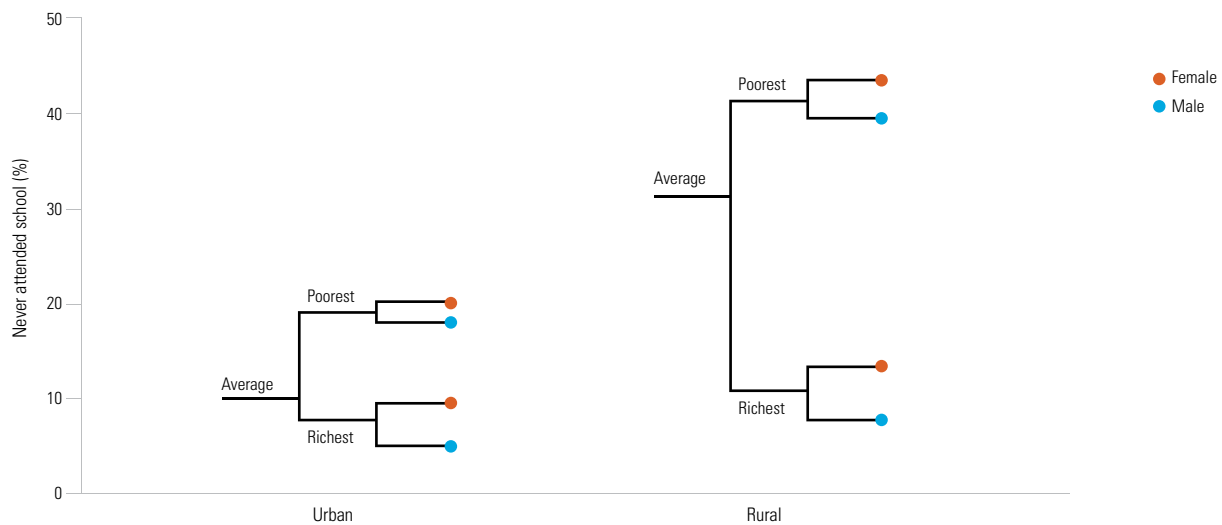 50
40
30
20
10
0
Never attended school (%)
Average
Poorest
Richest
Urban
Average
Poorest
Richest
Rural
Female
Male